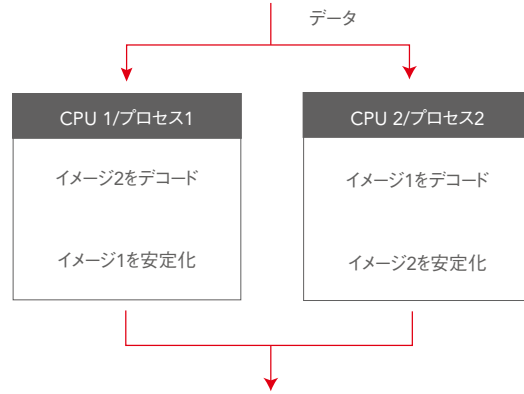 データ
CPU 1/プロセス1
イメージ2をデコード
イメージ1を安定化
CPU 2/プロセス2
イメージ1をデコード
イメージ2を安定化